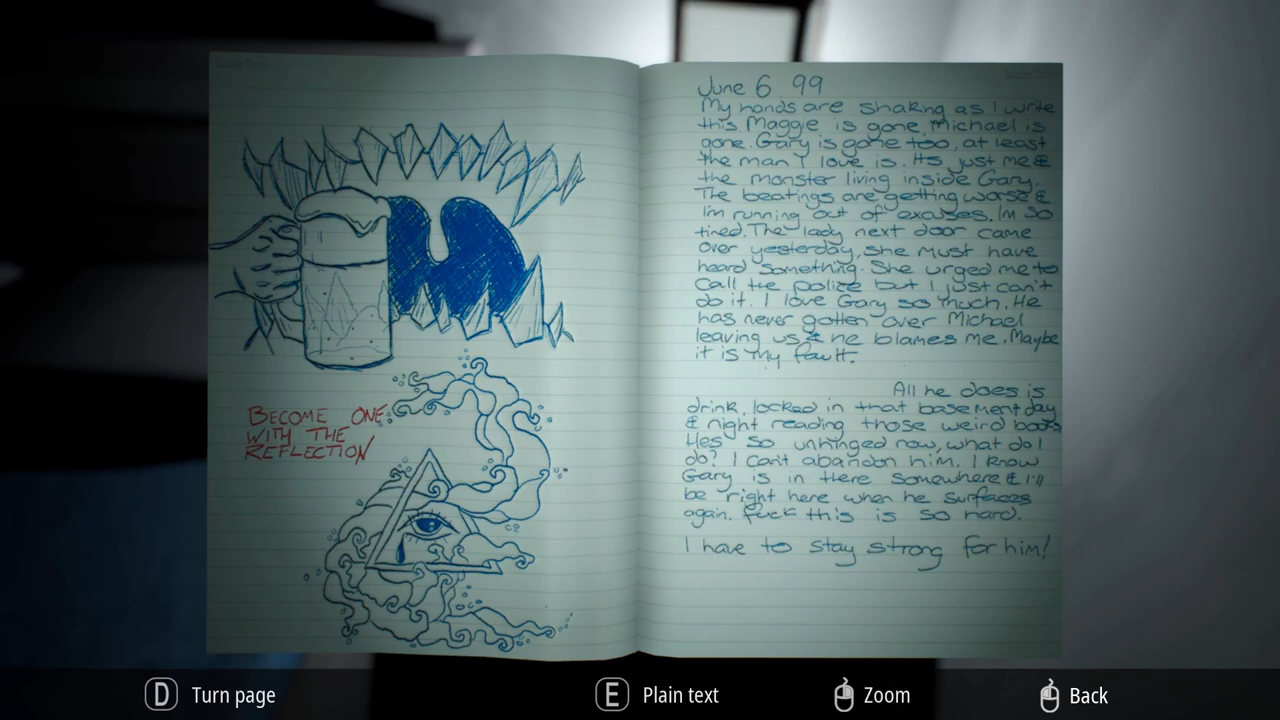 BECOME ONE
WITH THE
REFLECTION
June 6 99
My hands are shaking as I write
this Maggie is gone, Michael is
gone. Gary is gone too, at least
the man I love is. Its just me &
the monster living inside Gary.
The beatings are getting worse &
I'm running out of excuses. Im so
tired. The lady next door came
over yesterday, she must have
heard something. She urged me to
call the police but I just can't
do it. I love Gary so much. He
has never gotten over Michael
leaving us & he blames me. Maybe
it is my fault.
All he does is
drink, locked in that basement day
& night reading those weird books
Hes so unhinged now, what do I
do? I cant abandon him. I know
Gary is in there somewhere & I'll
be right here when he surfaces
again. Fuck this is so hard.
I have to stay strong for him!
D Turn page
E Plain text
Zoom
Back